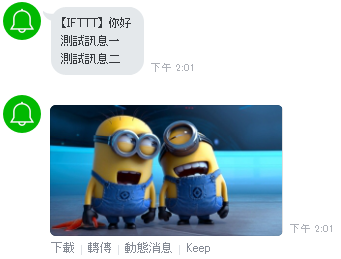 【IFTTT】你好
測試訊息一
測試訊息二
下午 2:01
下午 2:01
下載 | 轉傳 | 動態消息 | Keep